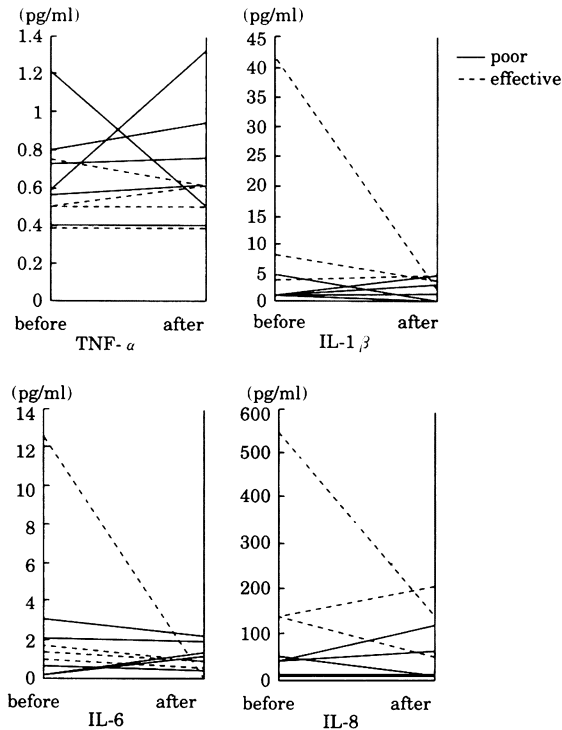 (pg/ml)
1.4
1.2
1
0.8
0.6
0.4
0.2
0
before
after
TNF- α
(pg/ml)
45
40
35
30
25
20
15
10
5
0
before
after
IL-1 β
poor
effective
(pg/ml)
14
12
10
8
6
4
2
0
before
after
IL-6
(pg/ml)
600
500
400
300
200
100
0
before
after
IL-8